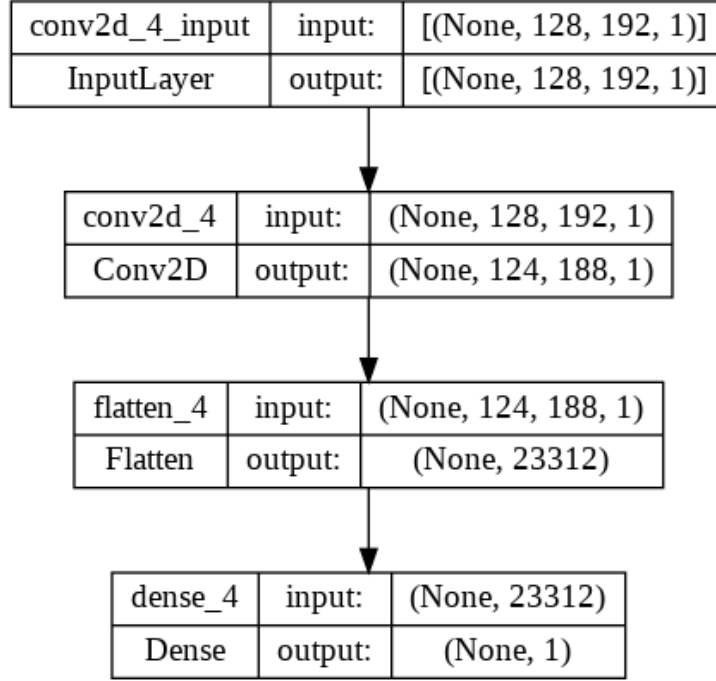 conv2d_4_input input: [(None, 128, 192, 1)]
InputLayer output: [(None, 128, 192, 1)]
conv2d_4 input: (None, 128, 192, 1)
Conv2D output: (None, 124, 188, 1)
flatten_4 input: (None, 124, 188, 1)
Flatten output: (None, 23312)
dense_4 input: (None, 23312)
Dense output: (None, 1)